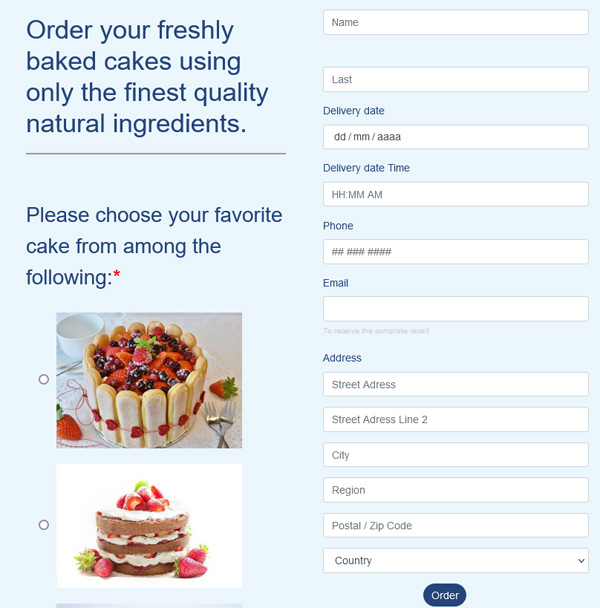 Order your freshly
baked cakes using
only the finest quality
natural ingredients.
Please choose your favorite
cake from among the
following:*
Name
Last
Delivery date
dd / mm / aaaa
Delivery date Time
HH:MM AM
Phone
## ### ####
Email
To receive the complete receit
Address
Street Adress
Street Adress Line 2
City
Region
Postal / Zip Code
Country
Order